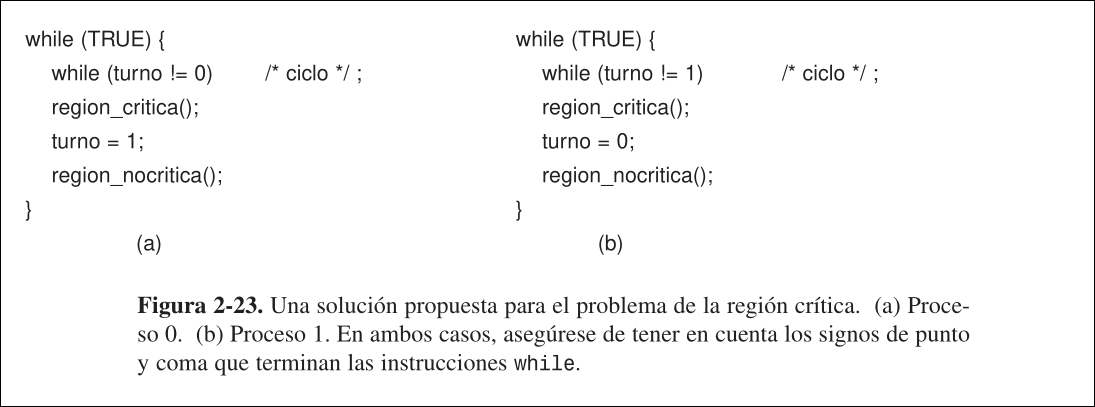 while (TRUE) {
while (turno != 0) /* ciclo */ ;
region_critica();
turno = 1;
region_nocritica();
}
(a)
while (TRUE) {
while (turno != 1) /* ciclo */ ;
region_critica();
turno = 0;
region_nocritica();
}
(b)
Figura 2-23. Una solución propuesta para el problema de la región crítica. (a) Proce-
so 0. (b) Proceso 1. En ambos casos, asegúrese de tener en cuenta los signos de punto
y coma que terminan las instrucciones while.